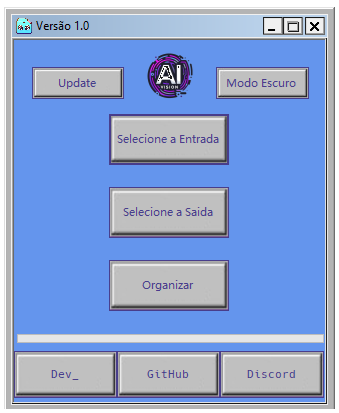 Versão 1.0
Update
AI
VISION
Modo Escuro
Selecione a Entrada
Selecione a Saida
Organizar
Dev_
GitHub
Discord